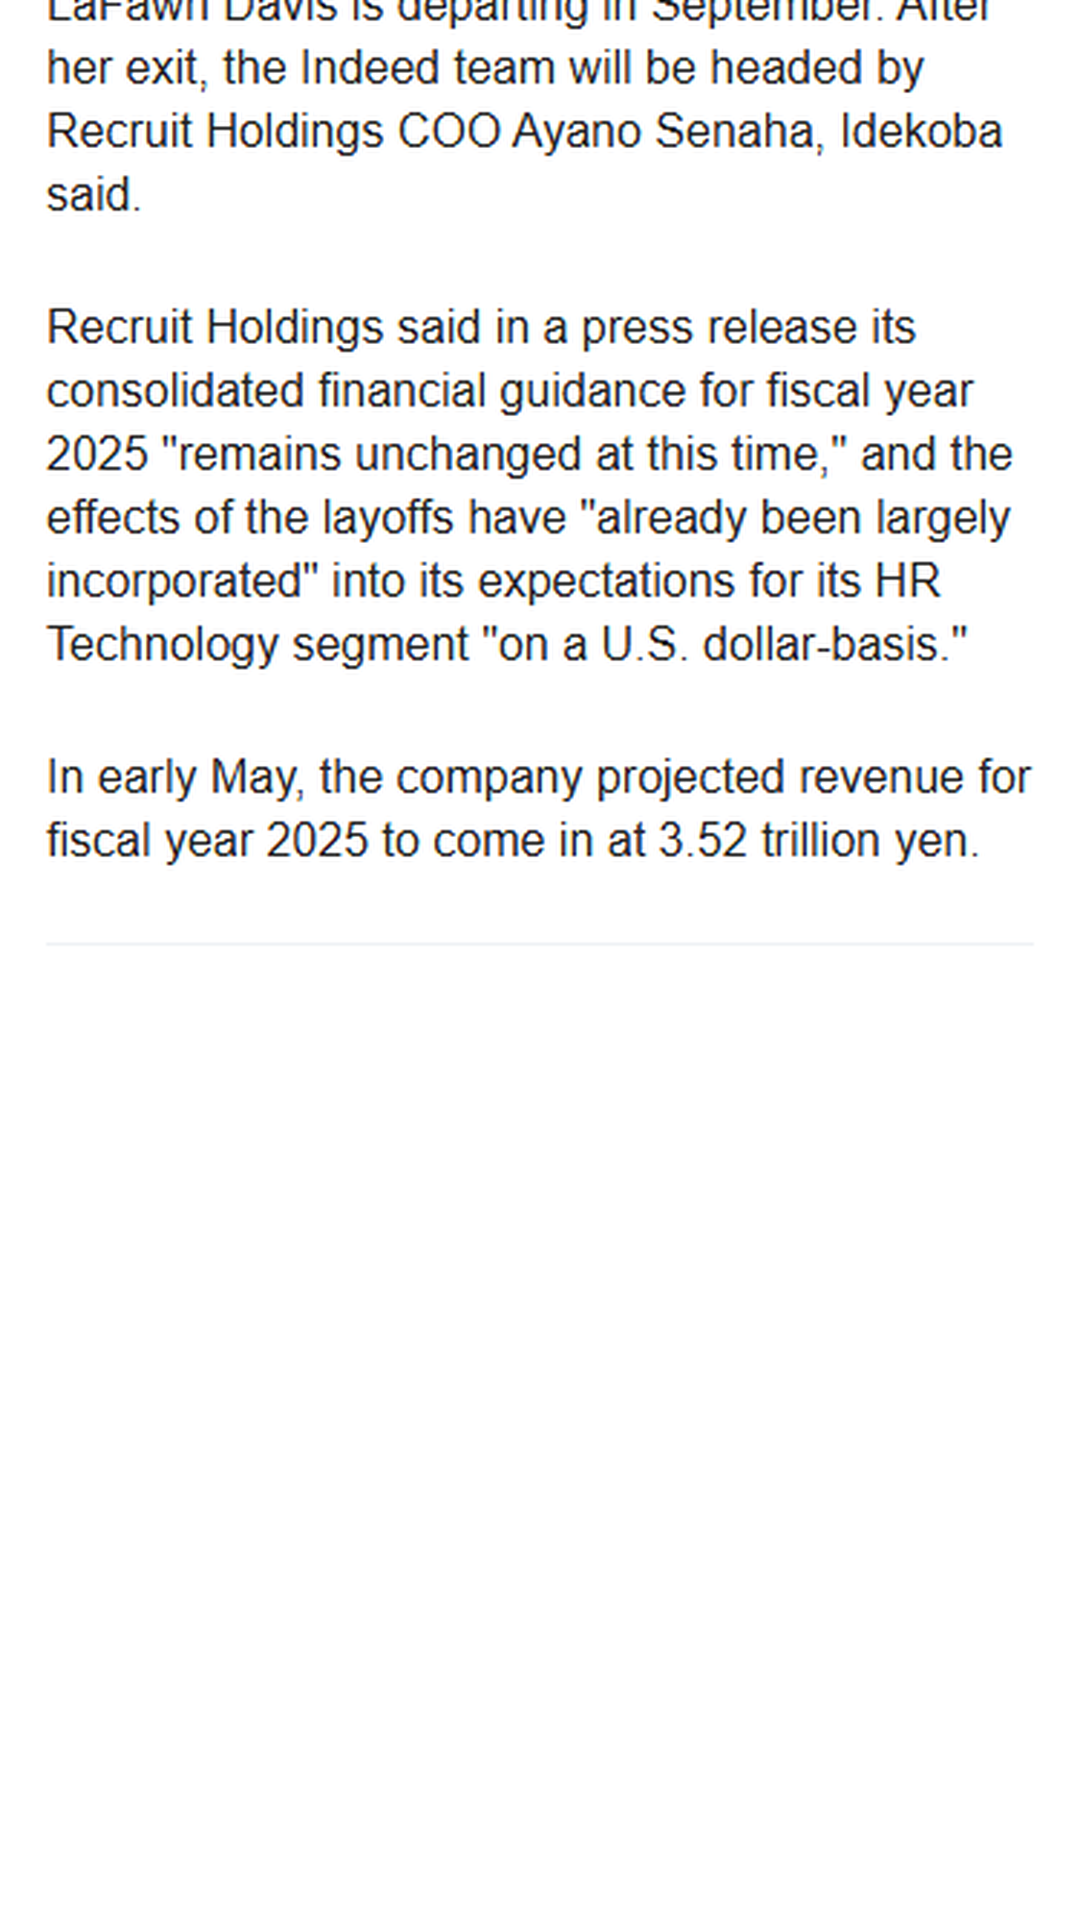 LaFawn Davis is departing in September. After
her exit, the Indeed team will be headed by
Recruit Holdings COO Ayano Senaha, Idekoba
said.
Recruit Holdings said in a press release its
consolidated financial guidance for fiscal year
2025 "remains unchanged at this time," and the
effects of the layoffs have "already been largely
incorporated" into its expectations for its HR
Technology segment "on a U.S. dollar-basis."
In early May, the company projected revenue for
fiscal year 2025 to come in at 3.52 trillion yen.